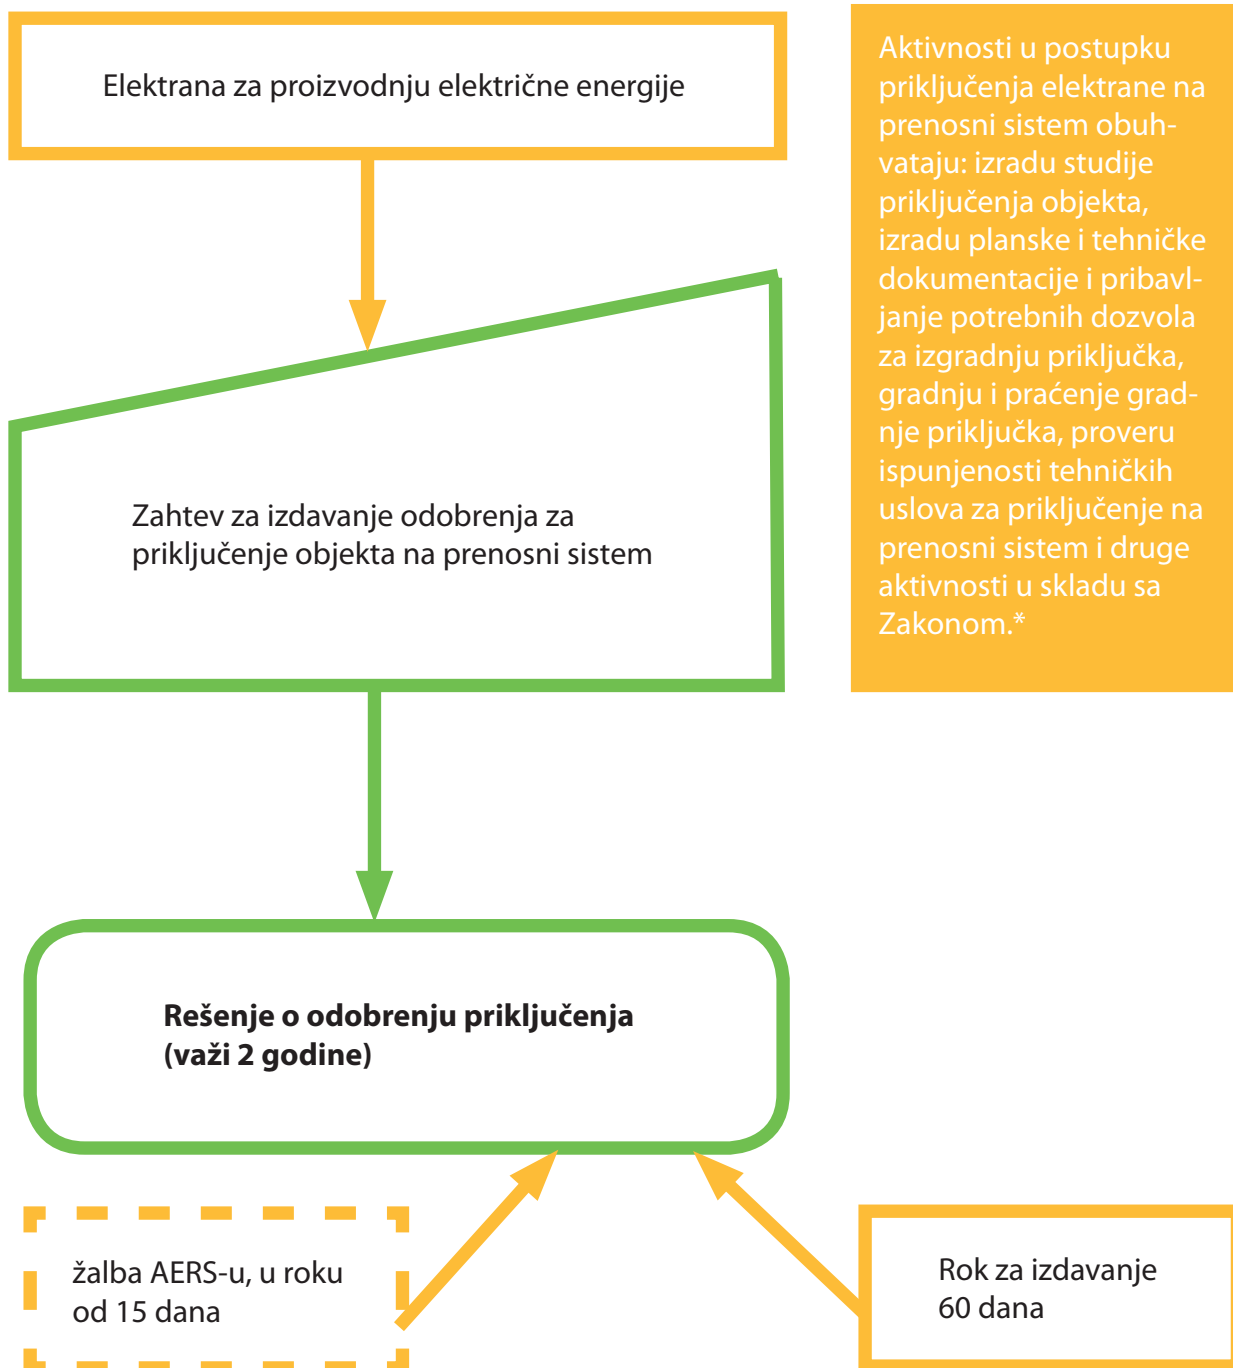 Elektrana za proizvodnju električne energije
Aktivnosti u postupku
priključenja elektrane na
prenosni sistem obuh-
vataju: izradu studije
priključenja objekta,
izradu planske i tehničke
dokumentacije i pribavl-
janje potrebnih dozvola
za izgradnju priključka,
gradnju i praćenje grad-
nje priključka, proveru
ispunjenosti tehničkih
uslova za priključenje na
prenosni sistem i druge
aktivnosti u skladu sa
Zakonom.*
Zahtev za izdavanje odobrenja za
priključenje objekta na prenosni sistem
Rešenje o odobrenju priključenja
(važi 2 godine)
žalba AERS-u, u roku
od 15 dana
Rok za izdavanje
60 dana